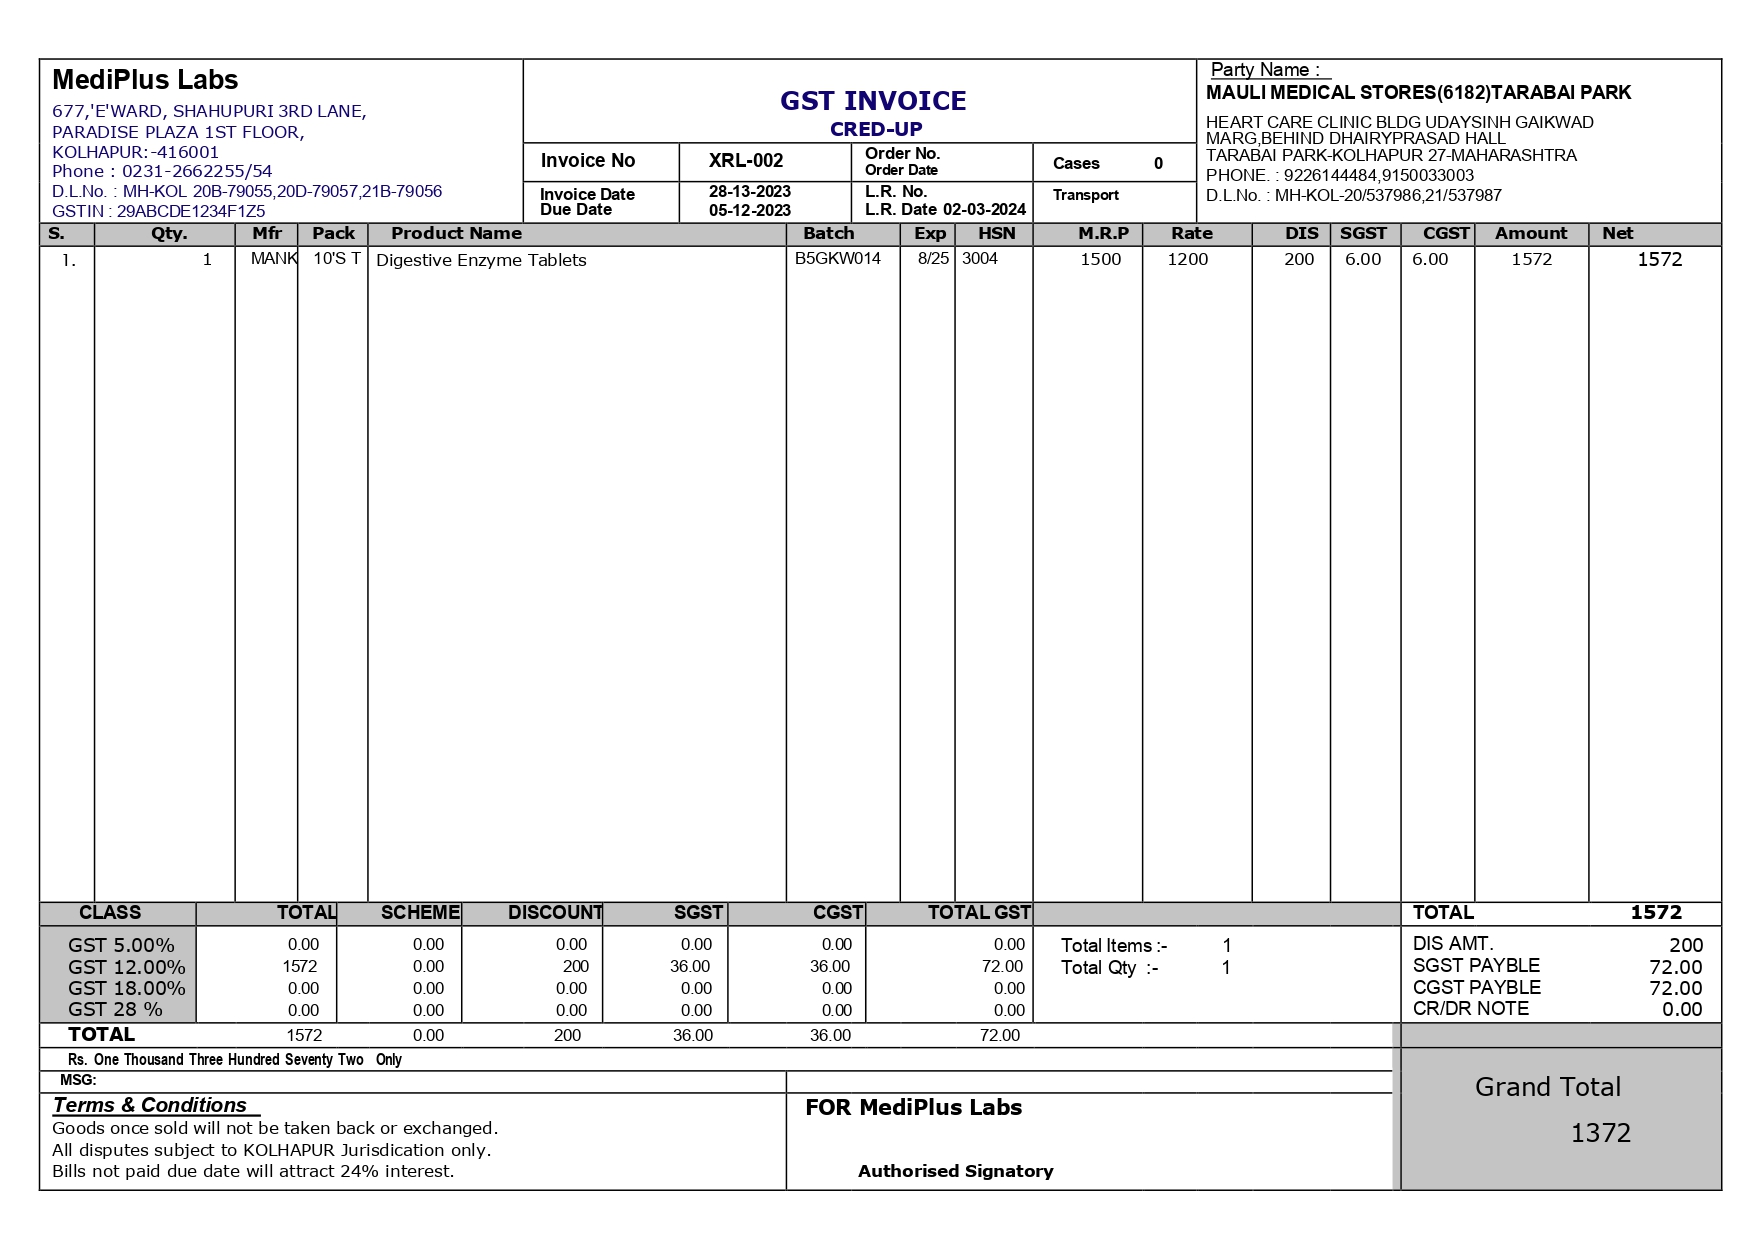 MediPlus Labs
677,'E'WARD, SHAHUPURI 3RD LANE,
PARADISE PLAZA 1ST FLOOR,
KOLHAPUR:-416001
Phone : 0231-2662255/54
D.L.No. : MH-KOL 20B-79055,20D-79057,21B-79056
GSTIN : 29ABCDE1234F1Z5
GST INVOICE
CRED-UP
Invoice No XRL-002 Order No. Cases 0
Order Date
Invoice Date 28-13-2023 L.R. No. Transport
Due Date 05-12-2023 L.R. Date 02-03-2024
Party Name :
MAULI MEDICAL STORES(6182)TARABAI PARK
HEART CARE CLINIC BLDG UDAYSINH GAIKWAD
MARG,BEHIND DHAIRYPRASAD HALL
TARABAI PARK-KOLHAPUR 27-MAHARASHTRA
PHONE. : 9226144484,9150033003
D.L.No. : MH-KOL-20/537986,21/537987
S. Qty. Mfr Pack Product Name Batch Exp HSN M.R.P Rate DIS SGST CGST Amount Net
1. 1 MANK 10'S T Digestive Enzyme Tablets B5GKW014 8/25 3004 1500 1200 200 6.00 6.00 1572 1572
CLASS TOTAL SCHEME DISCOUNT SGST CGST TOTAL GST TOTAL 1572
GST 5.00% 0.00 0.00 0.00 0.00 0.00 0.00 Total Items :- 1 DIS AMT. 200
GST 12.00% 1572 0.00 200 36.00 36.00 72.00 Total Qty :- 1 SGST PAYBLE 72.00
GST 18.00% 0.00 0.00 0.00 0.00 0.00 0.00 CGST PAYBLE 72.00
GST 28 % 0.00 0.00 0.00 0.00 0.00 0.00 CR/DR NOTE 0.00
TOTAL 1572 0.00 200 36.00 36.00 72.00
Rs. One Thousand Three Hundred Seventy Two Only
MSG:
Terms & Conditions
Goods once sold will not be taken back or exchanged.
All disputes subject to KOLHAPUR Jurisdication only.
Bills not paid due date will attract 24% interest.
FOR MediPlus Labs
Authorised Signatory
Grand Total
1372